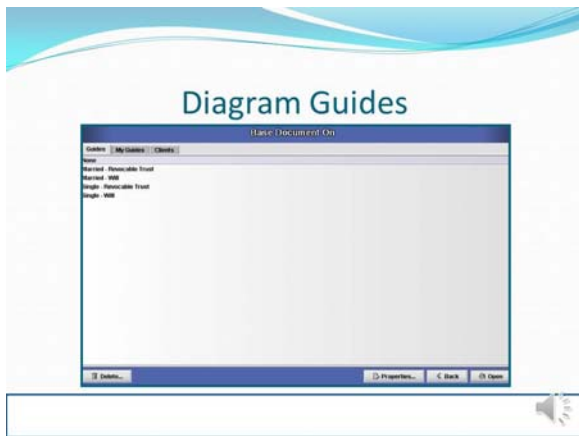 Diagram Guides
Base Document On
Guides My Guides Clients
None
Married - Revocable Trust
Married - Will
Single - Revocable Trust
Single - Will
Delete... Properties... Back Open